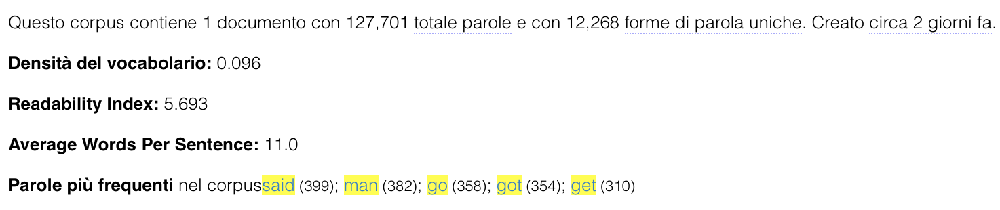 Questo corpus contiene 1 documento con 127,701 totale parole e con 12,268 forme di parola uniche. Creato circa 2 giorni fa.
Densità del vocabolario: 0.096
Readability Index: 5.693
Average Words Per Sentence: 11.0
Parole più frequenti nel corpussaid (399); man (382); go (358); got (354); get (310)